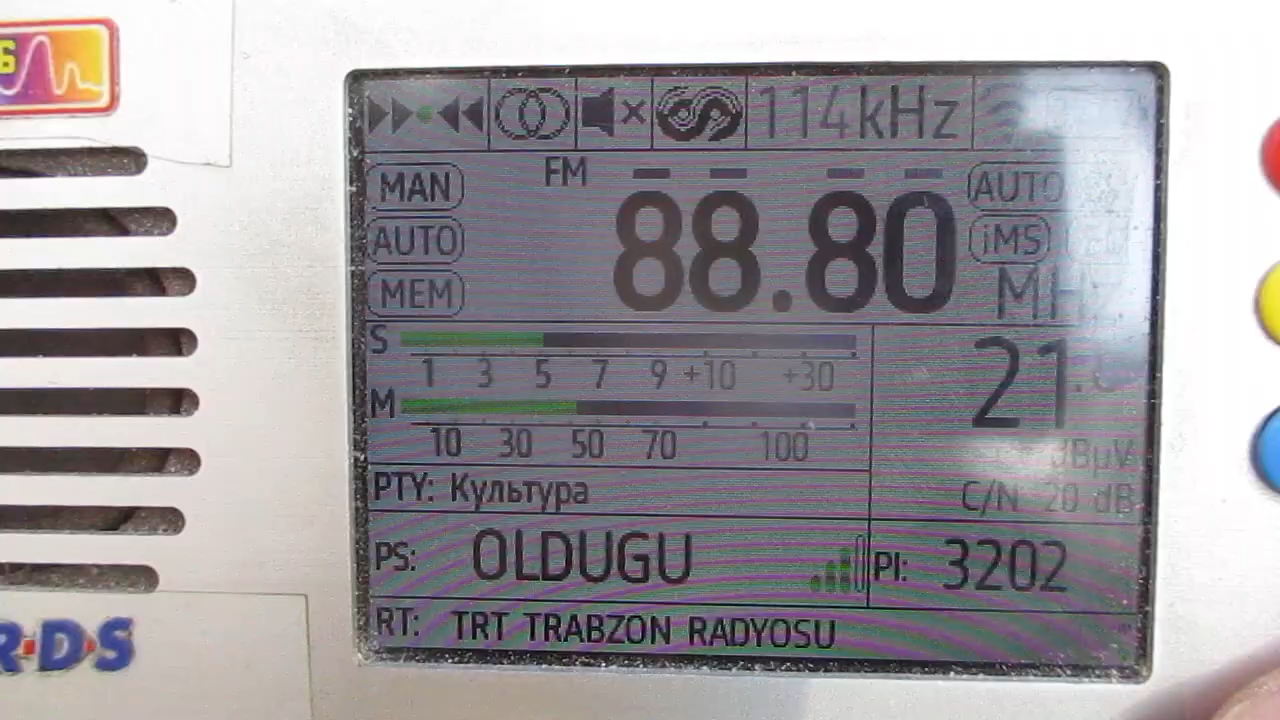 6
114kHz
MAN
FM
88.80
AUTO
AUTO
iMS
MEM
MHz
S
1 3 5 7 9 +10 +30
21.
M
10 30 50 70 100
dBµV
PTY: Культура
C/N 20 dB
PS: OLDUGU
PI: 3202
RT: TRT TRABZON RADYOSU
R·D·S